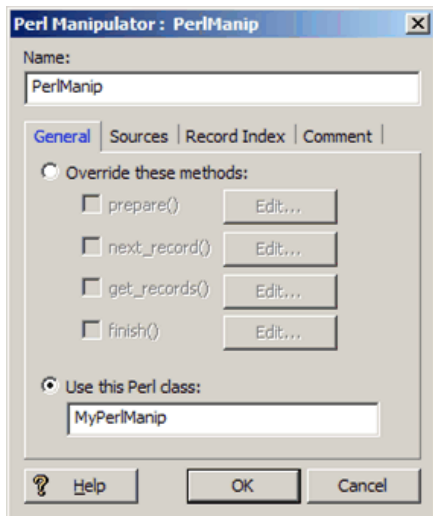 Perl Manipulator : PerlManip
Name:
PerlManip
General Sources Record Index Comment
Override these methods:
prepare() Edit...
next_record() Edit...
get_records() Edit...
finish() Edit...
Use this Perl class:
MyPerlManip
? Help OK Cancel